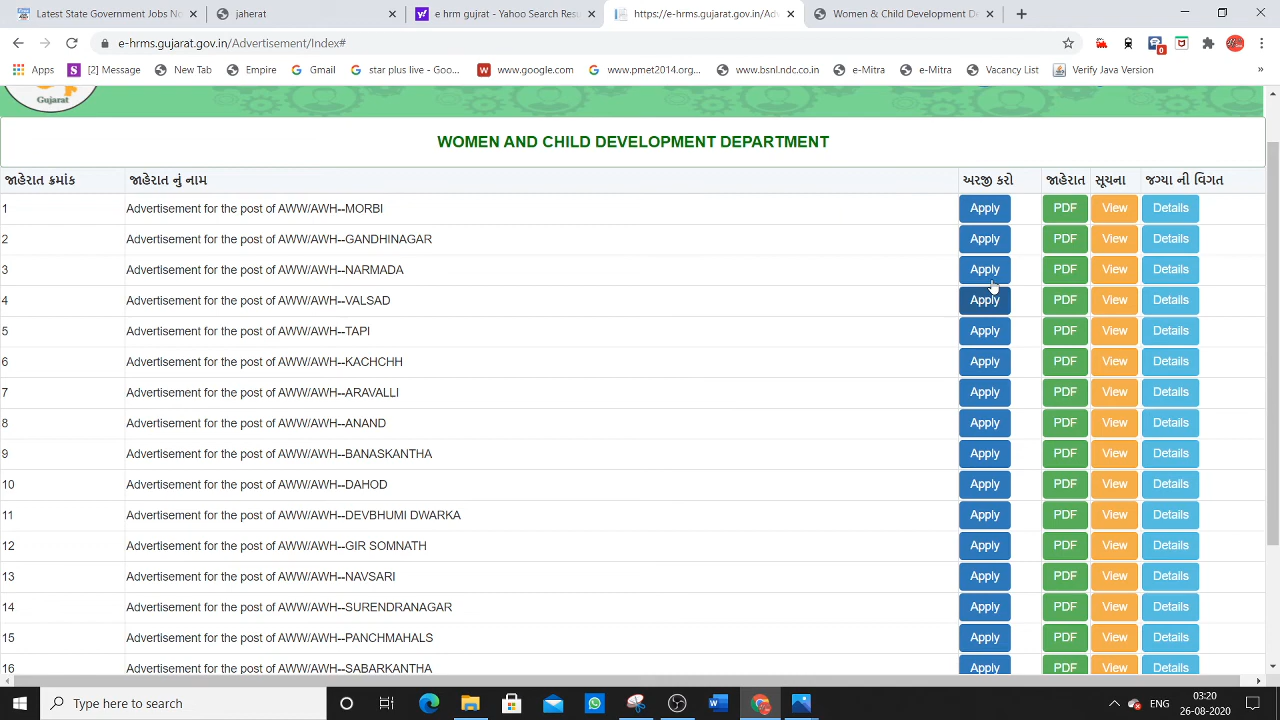 Latest State Government Jobs No
jaherat
e hrm gujrat - Yahoo Search Resu
https://e-hrms.gujarat.gov.in/Adv
Women & Child Development De
e-hrms.gujarat.gov.in/Advertisement/Index#
Apps [2] Message New Tab Empire Gmail star plus live - Goo... www.google.com www.pmet2014.org... www.bsnl.ndc.co.in e-Mitra e-Mitra Vacancy List Verify Java Version »
Gujarat
WOMEN AND CHILD DEVELOPMENT DEPARTMENT
જાહેરાત ક્રમાંક જાહેરાત નું નામ અરજી કરો જાહેરાત સૂચના જગ્યા ની વિગત
1 Advertisement for the post of AWW/AWH--MORBI Apply PDF View Details
2 Advertisement for the post of AWW/AWH--GANDHINAGAR Apply PDF View Details
3 Advertisement for the post of AWW/AWH--NARMADA Apply PDF View Details
4 Advertisement for the post of AWW/AWH--VALSAD Apply PDF View Details
5 Advertisement for the post of AWW/AWH--TAPI Apply PDF View Details
6 Advertisement for the post of AWW/AWH--KACHCHH Apply PDF View Details
7 Advertisement for the post of AWW/AWH--ARAVALLI Apply PDF View Details
8 Advertisement for the post of AWW/AWH--ANAND Apply PDF View Details
9 Advertisement for the post of AWW/AWH--BANASKANTHA Apply PDF View Details
10 Advertisement for the post of AWW/AWH--DAHOD Apply PDF View Details
11 Advertisement for the post of AWW/AWH--DEVBHUMI DWARKA Apply PDF View Details
12 Advertisement for the post of AWW/AWH--GIR SOMNATH Apply PDF View Details
13 Advertisement for the post of AWW/AWH--NAVSARI Apply PDF View Details
14 Advertisement for the post of AWW/AWH--SURENDRANAGAR Apply PDF View Details
15 Advertisement for the post of AWW/AWH--PANCHMAHALS Apply PDF View Details
16 Advertisement for the post of AWW/AWH--SABARKANTHA Apply PDF View Details
Type here to search
ENG
03:20
26-08-2020